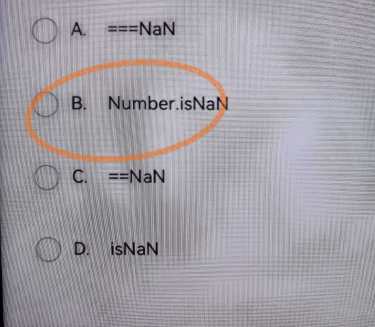 A. ===NaN
B. Number.isNaN
C. ==NaN
D. isNaN